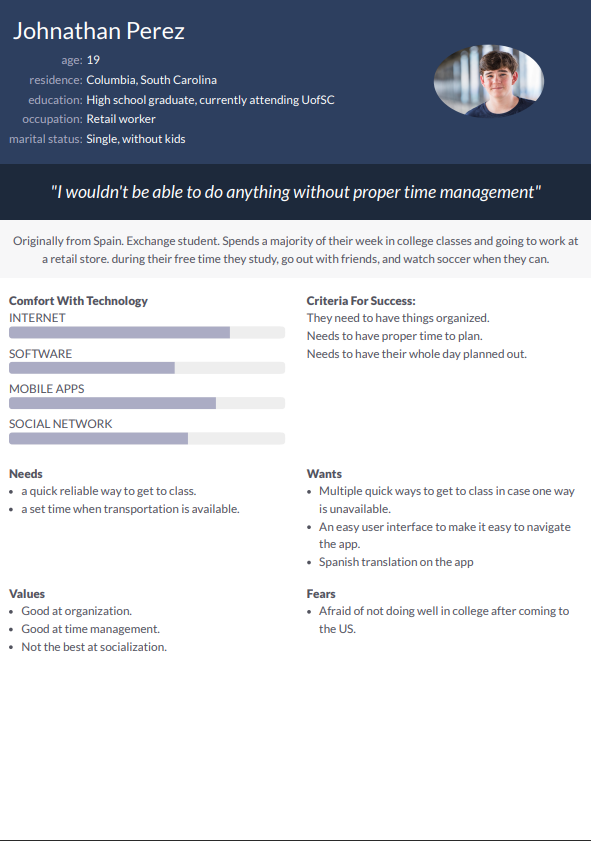 Johnathan Perez
age: 19
residence: Columbia, South Carolina
education: High school graduate, currently attending UofSC
occupation: Retail worker
marital status: Single, without kids
"I wouldn't be able to do anything without proper time management"
Originally from Spain. Exchange student. Spends a majority of their week in college classes and going to work at
a retail store. during their free time they study, go out with friends, and watch soccer when they can.
Comfort With Technology
INTERNET
SOFTWARE
MOBILE APPS
SOCIAL NETWORK
Criteria For Success:
They need to have things organized.
Needs to have proper time to plan.
Needs to have their whole day planned out.
Needs
• a quick reliable way to get to class.
• a set time when transportation is available.
Wants
• Multiple quick ways to get to class in case one way
is unavailable.
• An easy user interface to make it easy to navigate
the app.
• Spanish translation on the app
Values
• Good at organization.
• Good at time management.
• Not the best at socialization.
Fears
• Afraid of not doing well in college after coming to
the US.